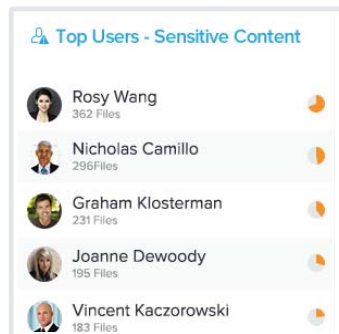 Top Users - Sensitive Content
Rosy Wang
362 Files
Nicholas Camillo
296Files
Graham Klosterman
231 Files
Joanne Dewoody
195 Files
Vincent Kaczorowski
183 Files